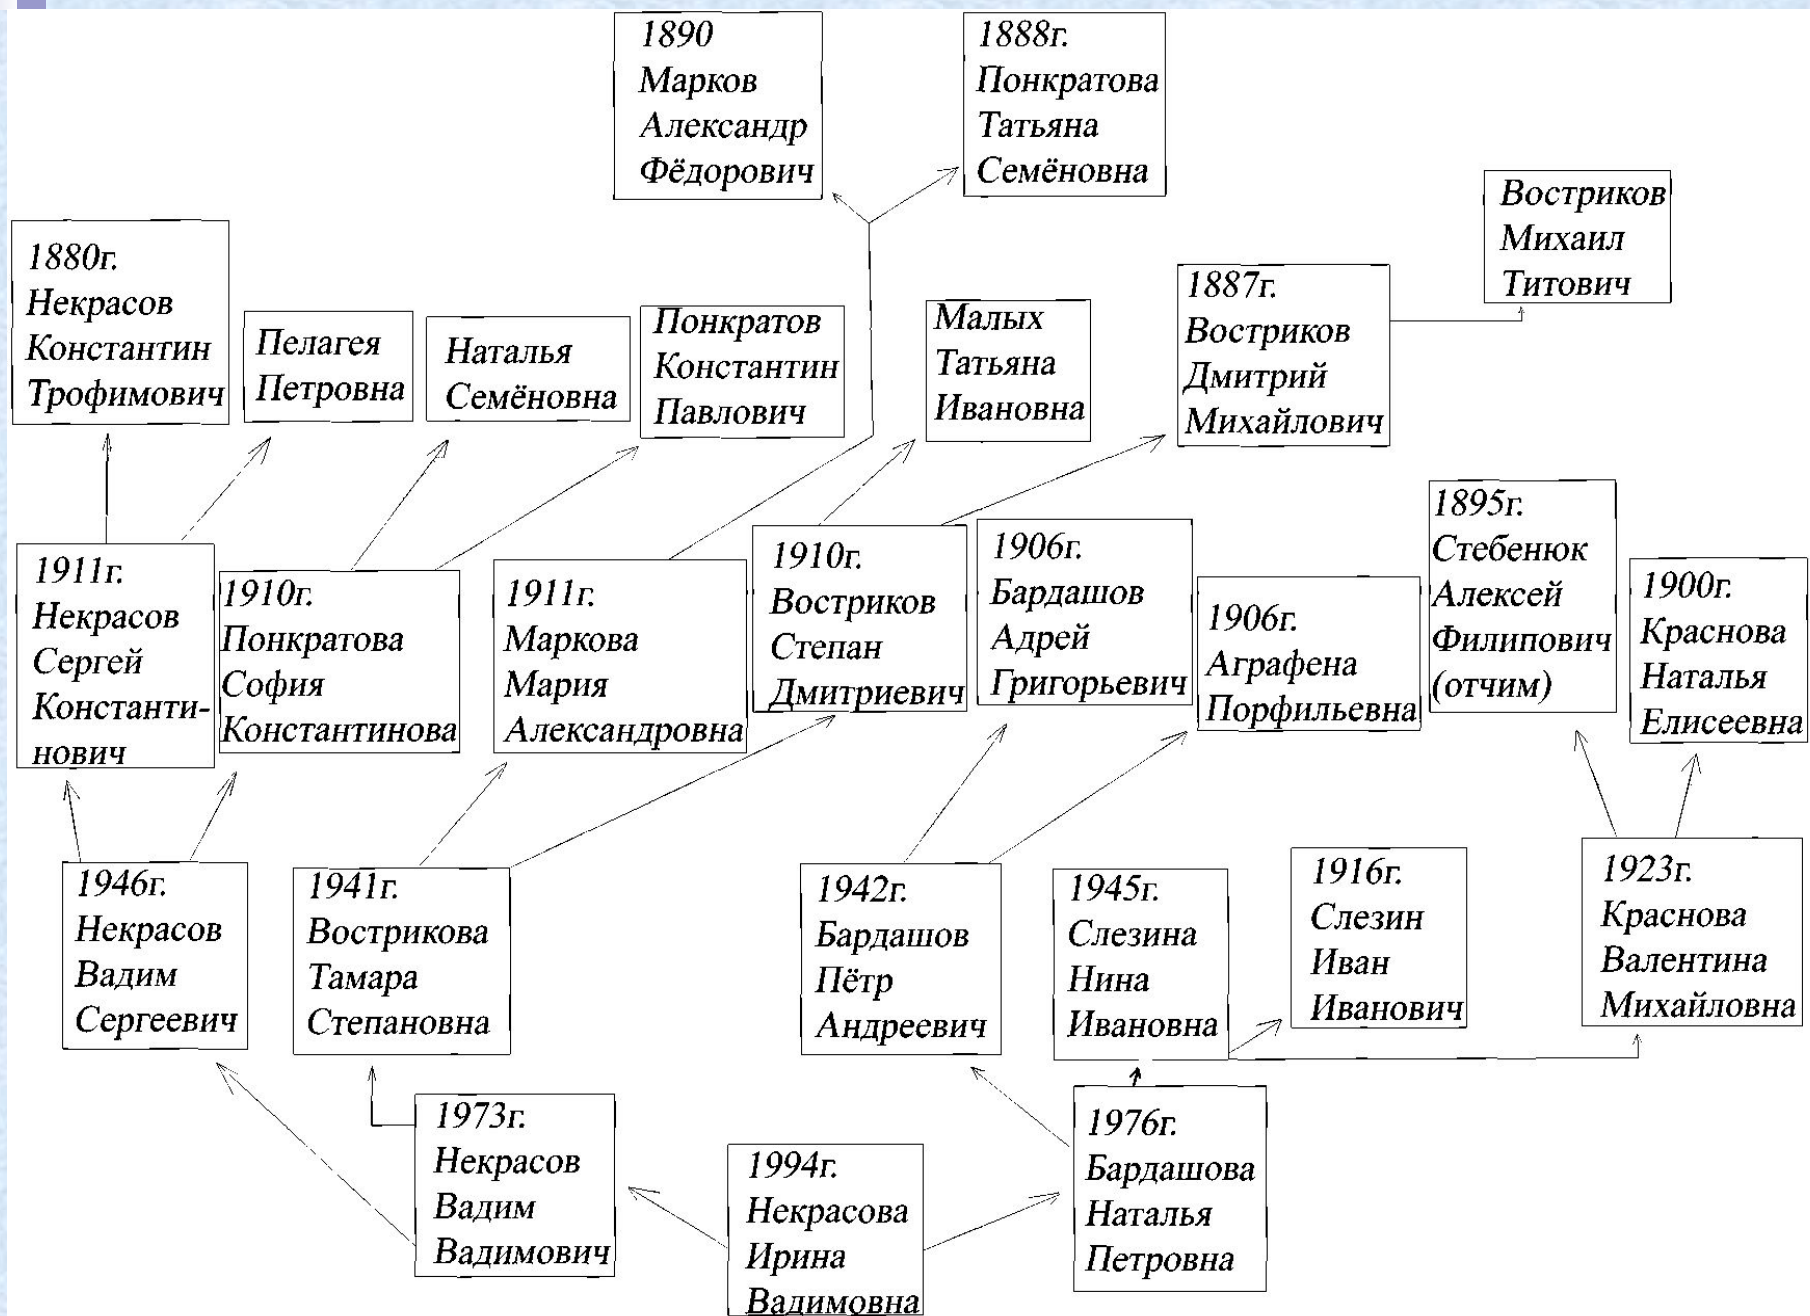 1890
Марков
Александр
Фёдорович
1888г.
Понкратова
Татьяна
Семёновна
Востриков
Михаил
Титович
1880г.
Некрасов
Константин
Трофимович
Пелагея
Петровна
Наталья
Семёновна
Понкратов
Константин
Павлович
Малых
Татьяна
Ивановна
1887г.
Востриков
Дмитрий
Михайлович
1911г.
Некрасов
Сергей
Константи-
нович
1910г.
Понкратова
София
Константинова
1911г.
Маркова
Мария
Александровна
1910г.
Востриков
Степан
Дмитриевич
1906г.
Бардашов
Адрей
Григорьевич
1906г.
Аграфена
Порфильевна
1895г.
Стебенюк
Алексей
Филипович
(отчим)
1900г.
Краснова
Наталья
Елисеевна
1946г.
Некрасов
Вадим
Сергеевич
1941г.
Вострикова
Тамара
Степановна
1942г.
Бардашов
Пётр
Андреевич
1945г.
Слезина
Нина
Ивановна
1916г.
Слезин
Иван
Иванович
1923г.
Краснова
Валентина
Михайловна
1973г.
Некрасов
Вадим
Вадимович
1994г.
Некрасова
Ирина
Вадимовна
1976г.
Бардашова
Наталья
Петровна